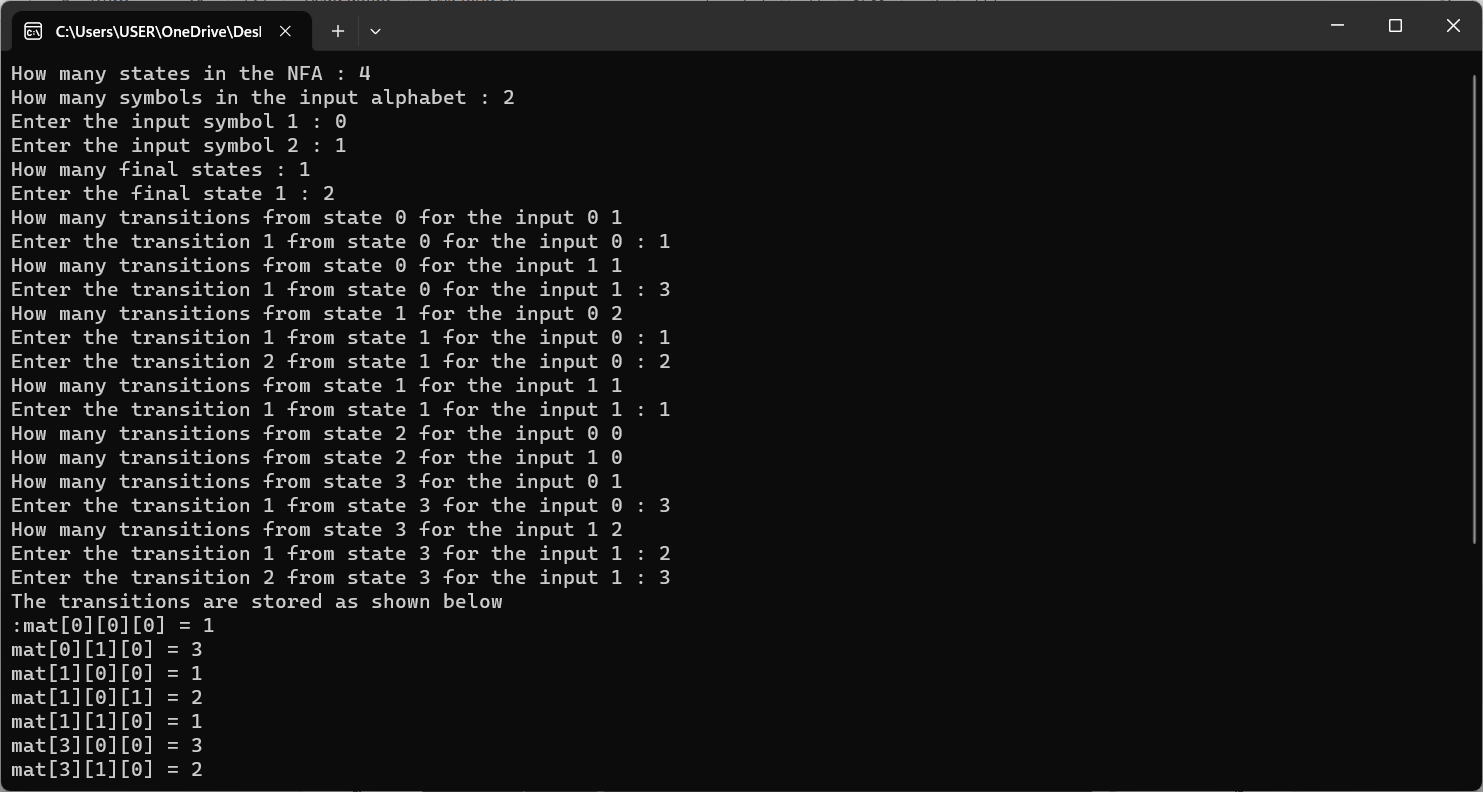 C:\Users\USER\OneDrive\Desl
How many states in the NFA : 4
How many symbols in the input alphabet : 2
Enter the input symbol 1 : 0
Enter the input symbol 2 : 1
How many final states : 1
Enter the final state 1 : 2
How many transitions from state 0 for the input 0 1
Enter the transition 1 from state 0 for the input 0 : 1
How many transitions from state 0 for the input 1 1
Enter the transition 1 from state 0 for the input 1 : 3
How many transitions from state 1 for the input 0 2
Enter the transition 1 from state 1 for the input 0 : 1
Enter the transition 2 from state 1 for the input 0 : 2
How many transitions from state 1 for the input 1 1
Enter the transition 1 from state 1 for the input 1 : 1
How many transitions from state 2 for the input 0 0
How many transitions from state 2 for the input 1 0
How many transitions from state 3 for the input 0 1
Enter the transition 1 from state 3 for the input 0 : 3
How many transitions from state 3 for the input 1 2
Enter the transition 1 from state 3 for the input 1 : 2
Enter the transition 2 from state 3 for the input 1 : 3
The transitions are stored as shown below
:mat[0][0][0] = 1
mat[0][1][0] = 3
mat[1][0][0] = 1
mat[1][0][1] = 2
mat[1][1][0] = 1
mat[3][0][0] = 3
mat[3][1][0] = 2